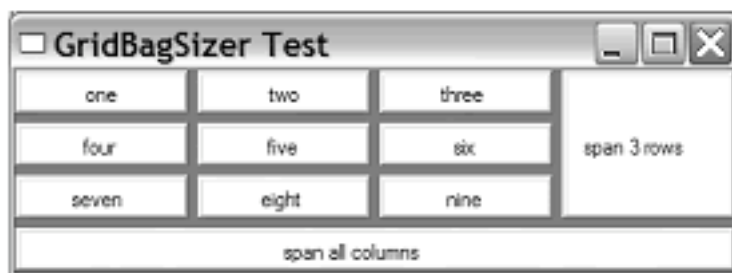 GridBagSizer Test
one two three
four five six span 3 rows
seven eight nine
span all columns